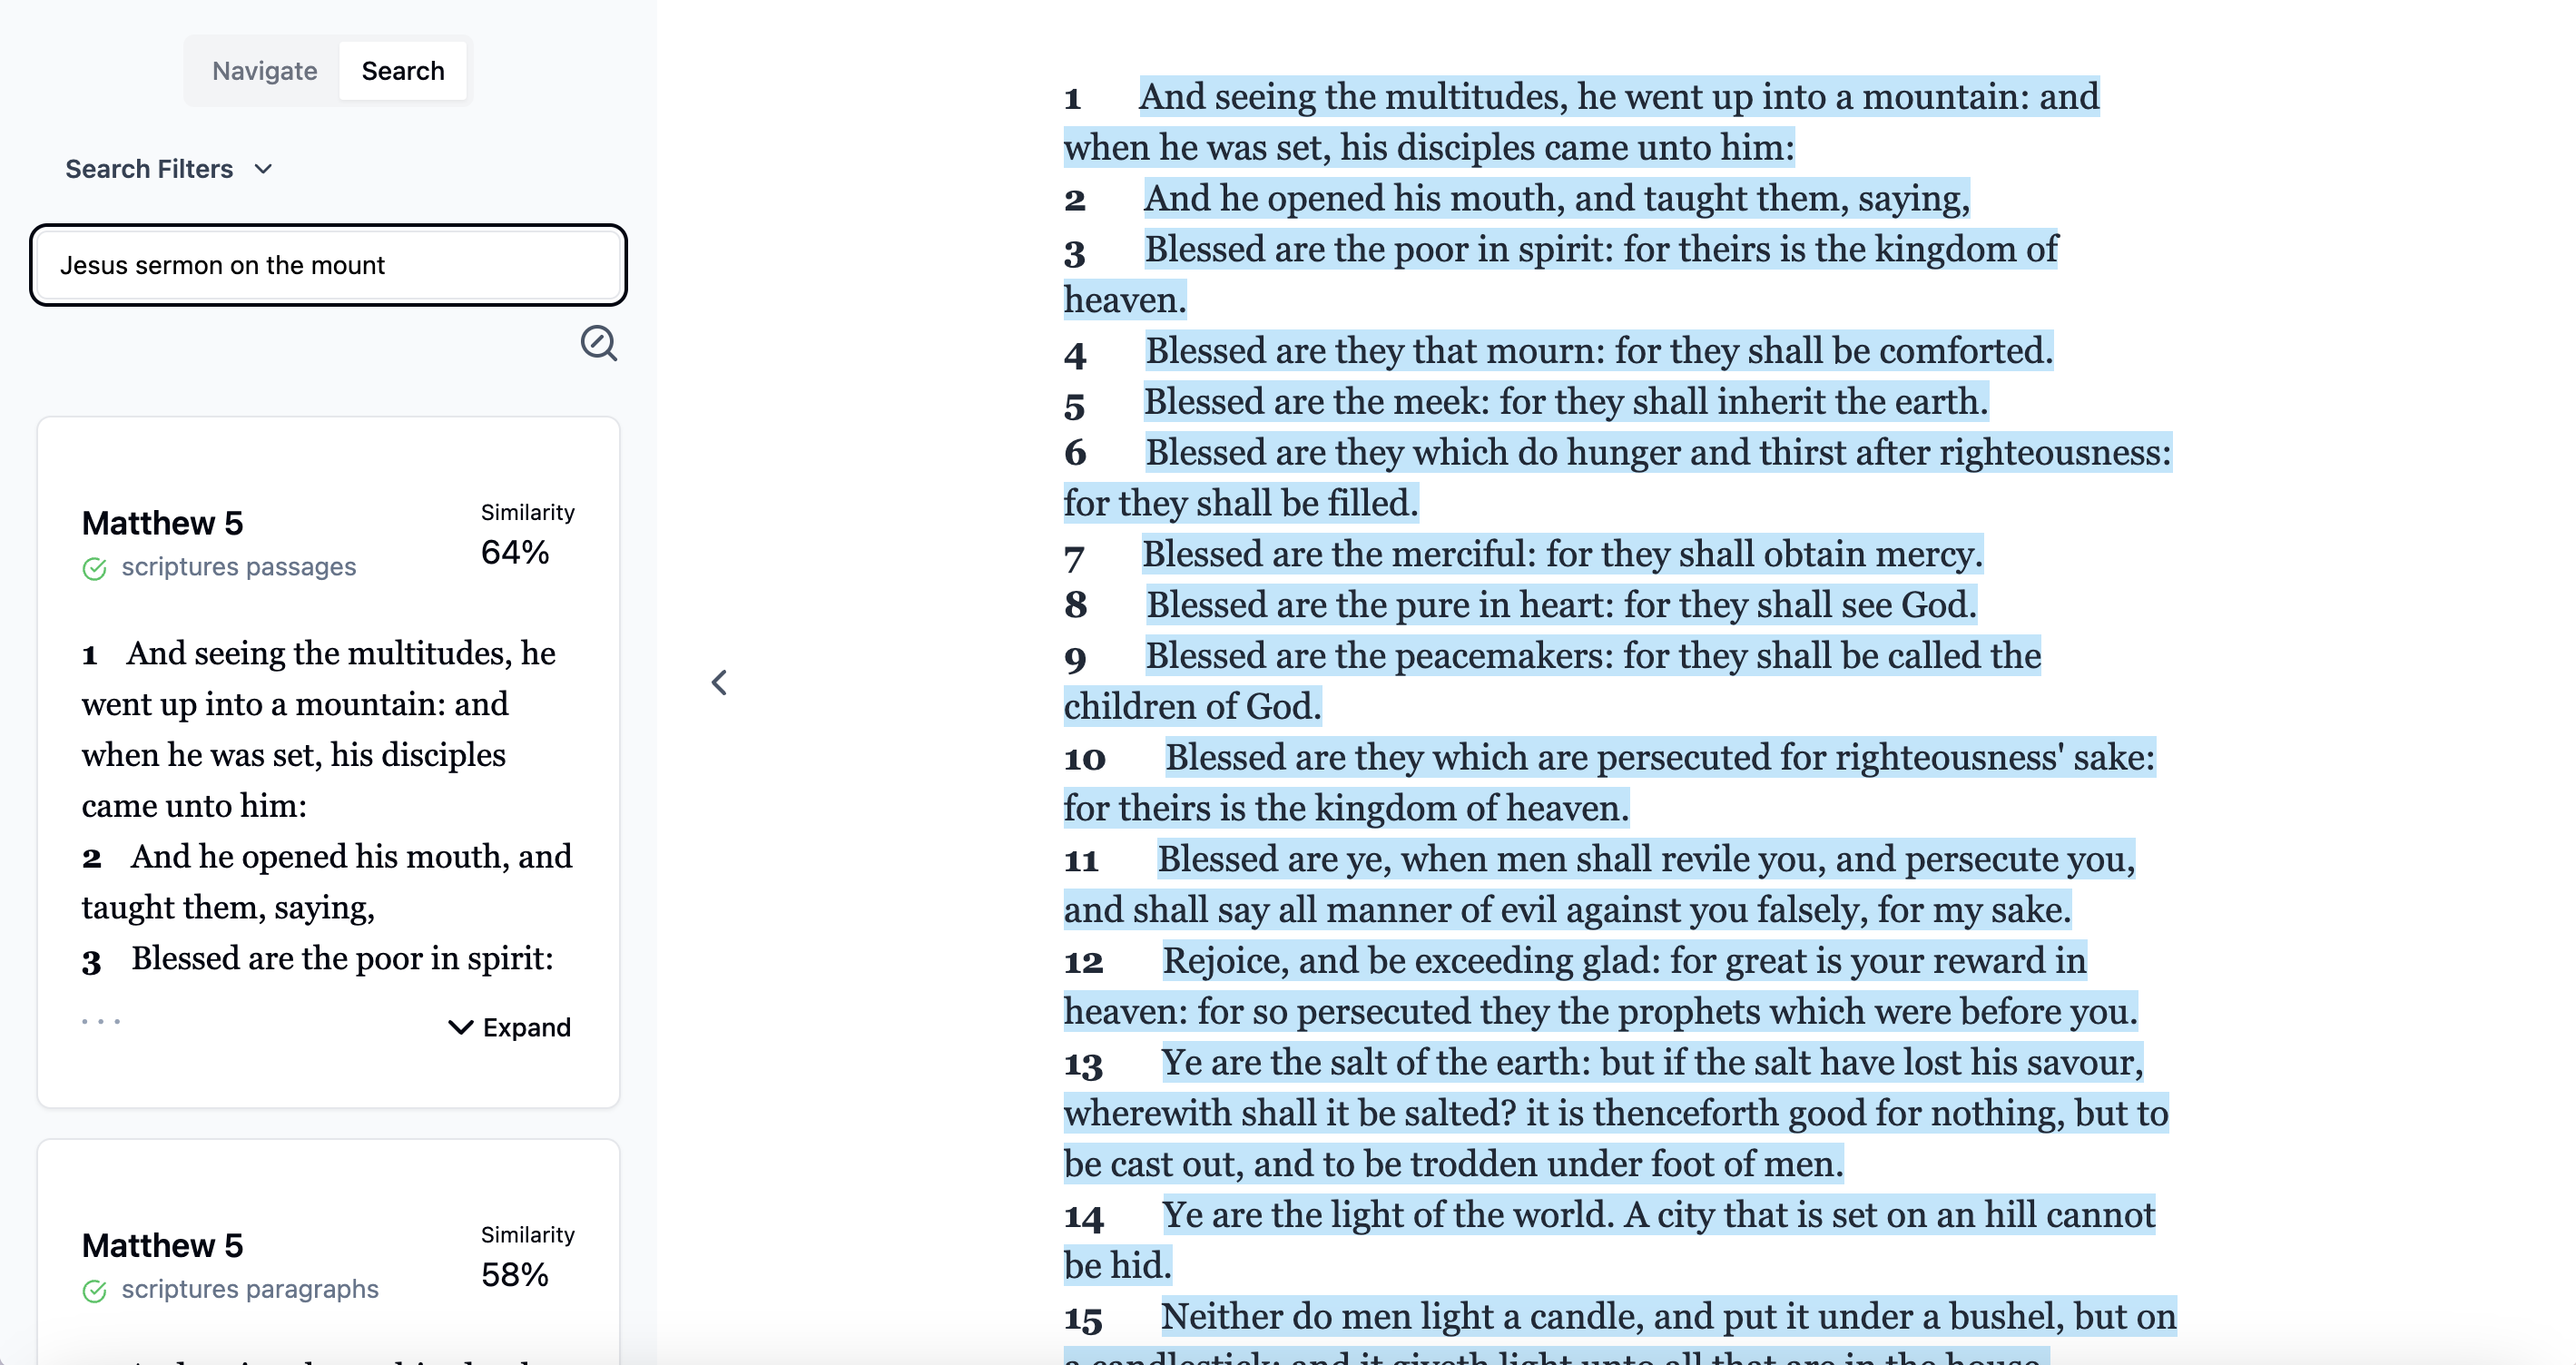 Navigate Search
Search Filters
Jesus sermon on the mount
Matthew 5
Similarity
64%
scriptures passages
1 And seeing the multitudes, he
went up into a mountain: and
when he was set, his disciples
came unto him:
2 And he opened his mouth, and
taught them, saying,
3 Blessed are the poor in spirit:
...
Expand
Matthew 5
Similarity
58%
scriptures paragraphs
1 And seeing the multitudes, he went up into a mountain: and
when he was set, his disciples came unto him:
2 And he opened his mouth, and taught them, saying,
3 Blessed are the poor in spirit: for theirs is the kingdom of
heaven.
4 Blessed are they that mourn: for they shall be comforted.
5 Blessed are the meek: for they shall inherit the earth.
6 Blessed are they which do hunger and thirst after righteousness:
for they shall be filled.
7 Blessed are the merciful: for they shall obtain mercy.
8 Blessed are the pure in heart: for they shall see God.
9 Blessed are the peacemakers: for they shall be called the
children of God.
10 Blessed are they which are persecuted for righteousness' sake:
for theirs is the kingdom of heaven.
11 Blessed are ye, when men shall revile you, and persecute you,
and shall say all manner of evil against you falsely, for my sake.
12 Rejoice, and be exceeding glad: for great is your reward in
heaven: for so persecuted they the prophets which were before you.
13 Ye are the salt of the earth: but if the salt have lost his savour,
wherewith shall it be salted? it is thenceforth good for nothing, but to
be cast out, and to be trodden under foot of men.
14 Ye are the light of the world. A city that is set on an hill cannot
be hid.
15 Neither do men light a candle, and put it under a bushel, but on
a candlestick; and it giveth light unto all that are in the house.